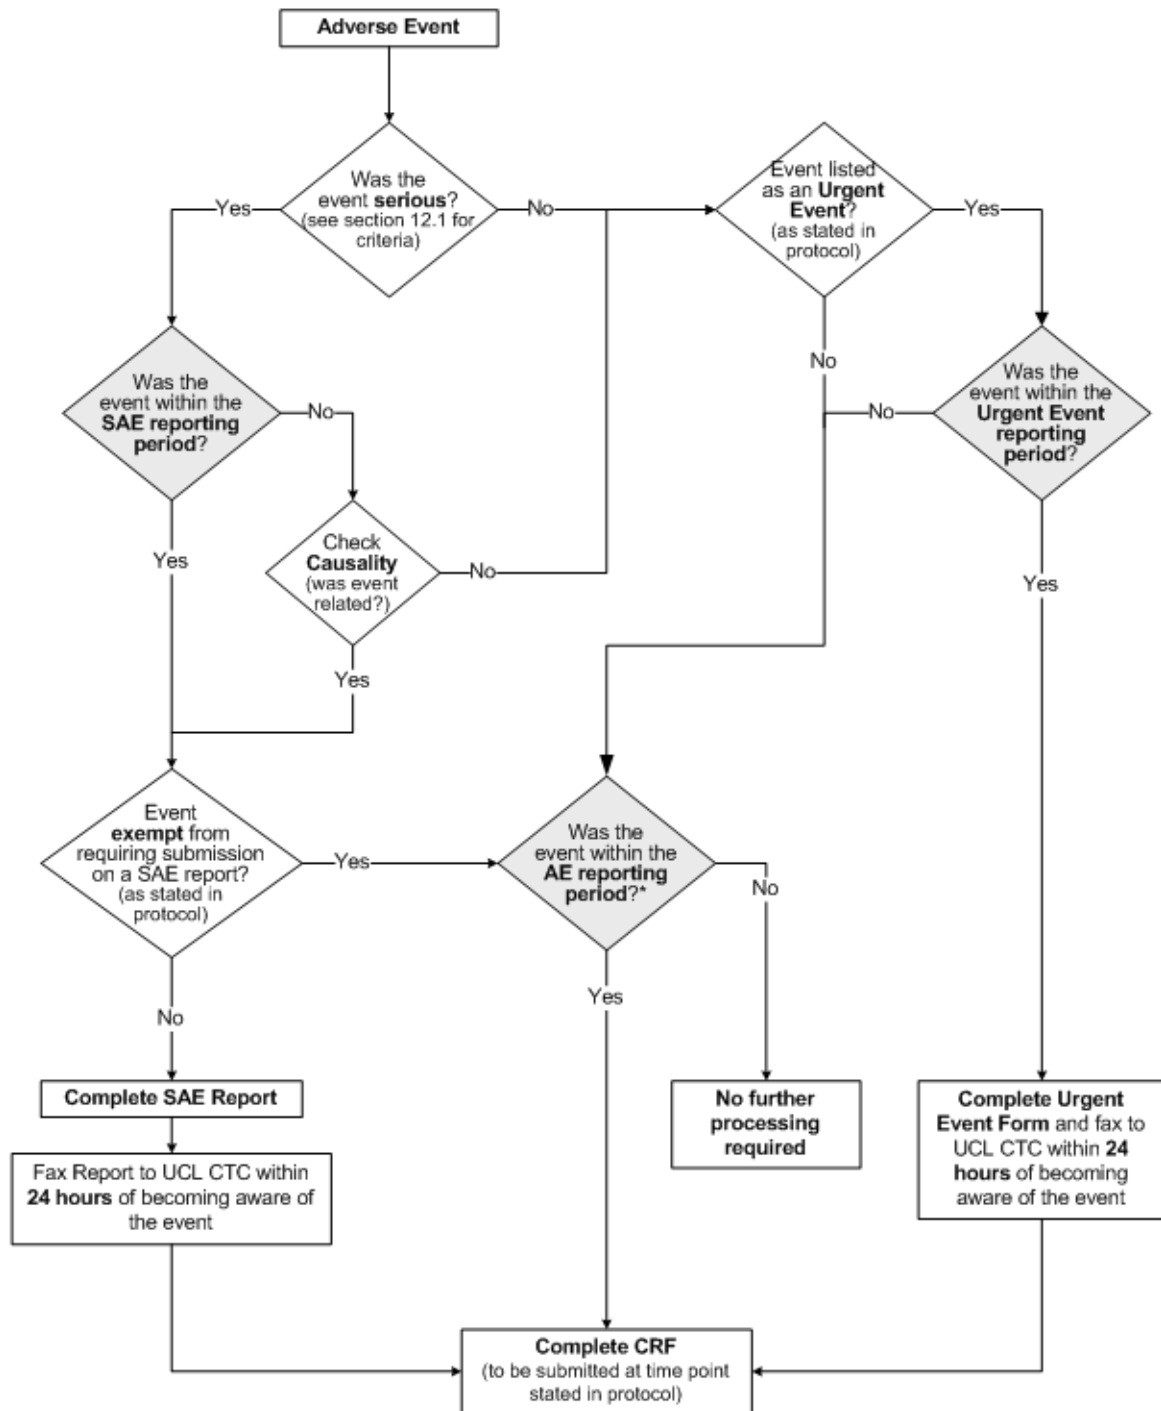 Adverse Event
Was the
event serious?
(see section 12.1 for
criteria)
Yes
No
Event listed
as an Urgent
Event?
(as stated in
protocol)
Yes
No
Was the
event within the
SAE reporting
period?
No
Yes
Check
Causality
(was event
related?)
No
Yes
Was the
event within the
Urgent Event
reporting
period?
No
Yes
Event
exempt from
requiring submission
on a SAE report?
(as stated in
protocol)
Yes
No
Was the
event within the
AE reporting
period?*
No
Yes
Complete SAE Report
Fax Report to UCL CTC within
24 hours of becoming aware of
the event
No further
processing
required
Complete Urgent
Event Form and fax to
UCL CTC within 24
hours of becoming
aware of the event
Complete CRF
(to be submitted at time point
stated in protocol)